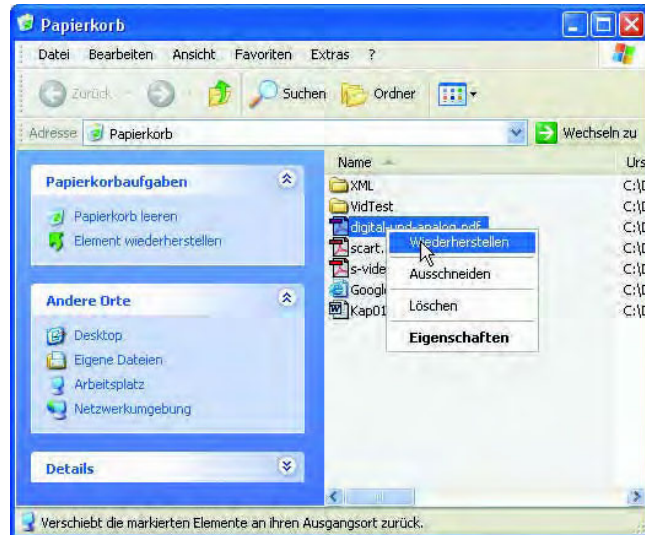 Papierkorb
Datei Bearbeiten Ansicht Favoriten Extras ?
Zurück Suchen Ordner
Adresse Papierkorb Wechseln zu
Papierkorbaufgaben
Papierkorb leeren
Element wiederherstellen
Andere Orte
Desktop
Eigene Dateien
Arbeitsplatz
Netzwerkumgebung
Details
Name Urs
XML C:\D
VidTest C:\D
digital-und-analog.pdf C:\D
scart. C:\D
s-vide C:\D
Google C:\D
Kap01 C:\D
Wiederherstellen
Ausschneiden
Löschen
Eigenschaften
Verschiebt die markierten Elemente an ihren Ausgangsort zurück.